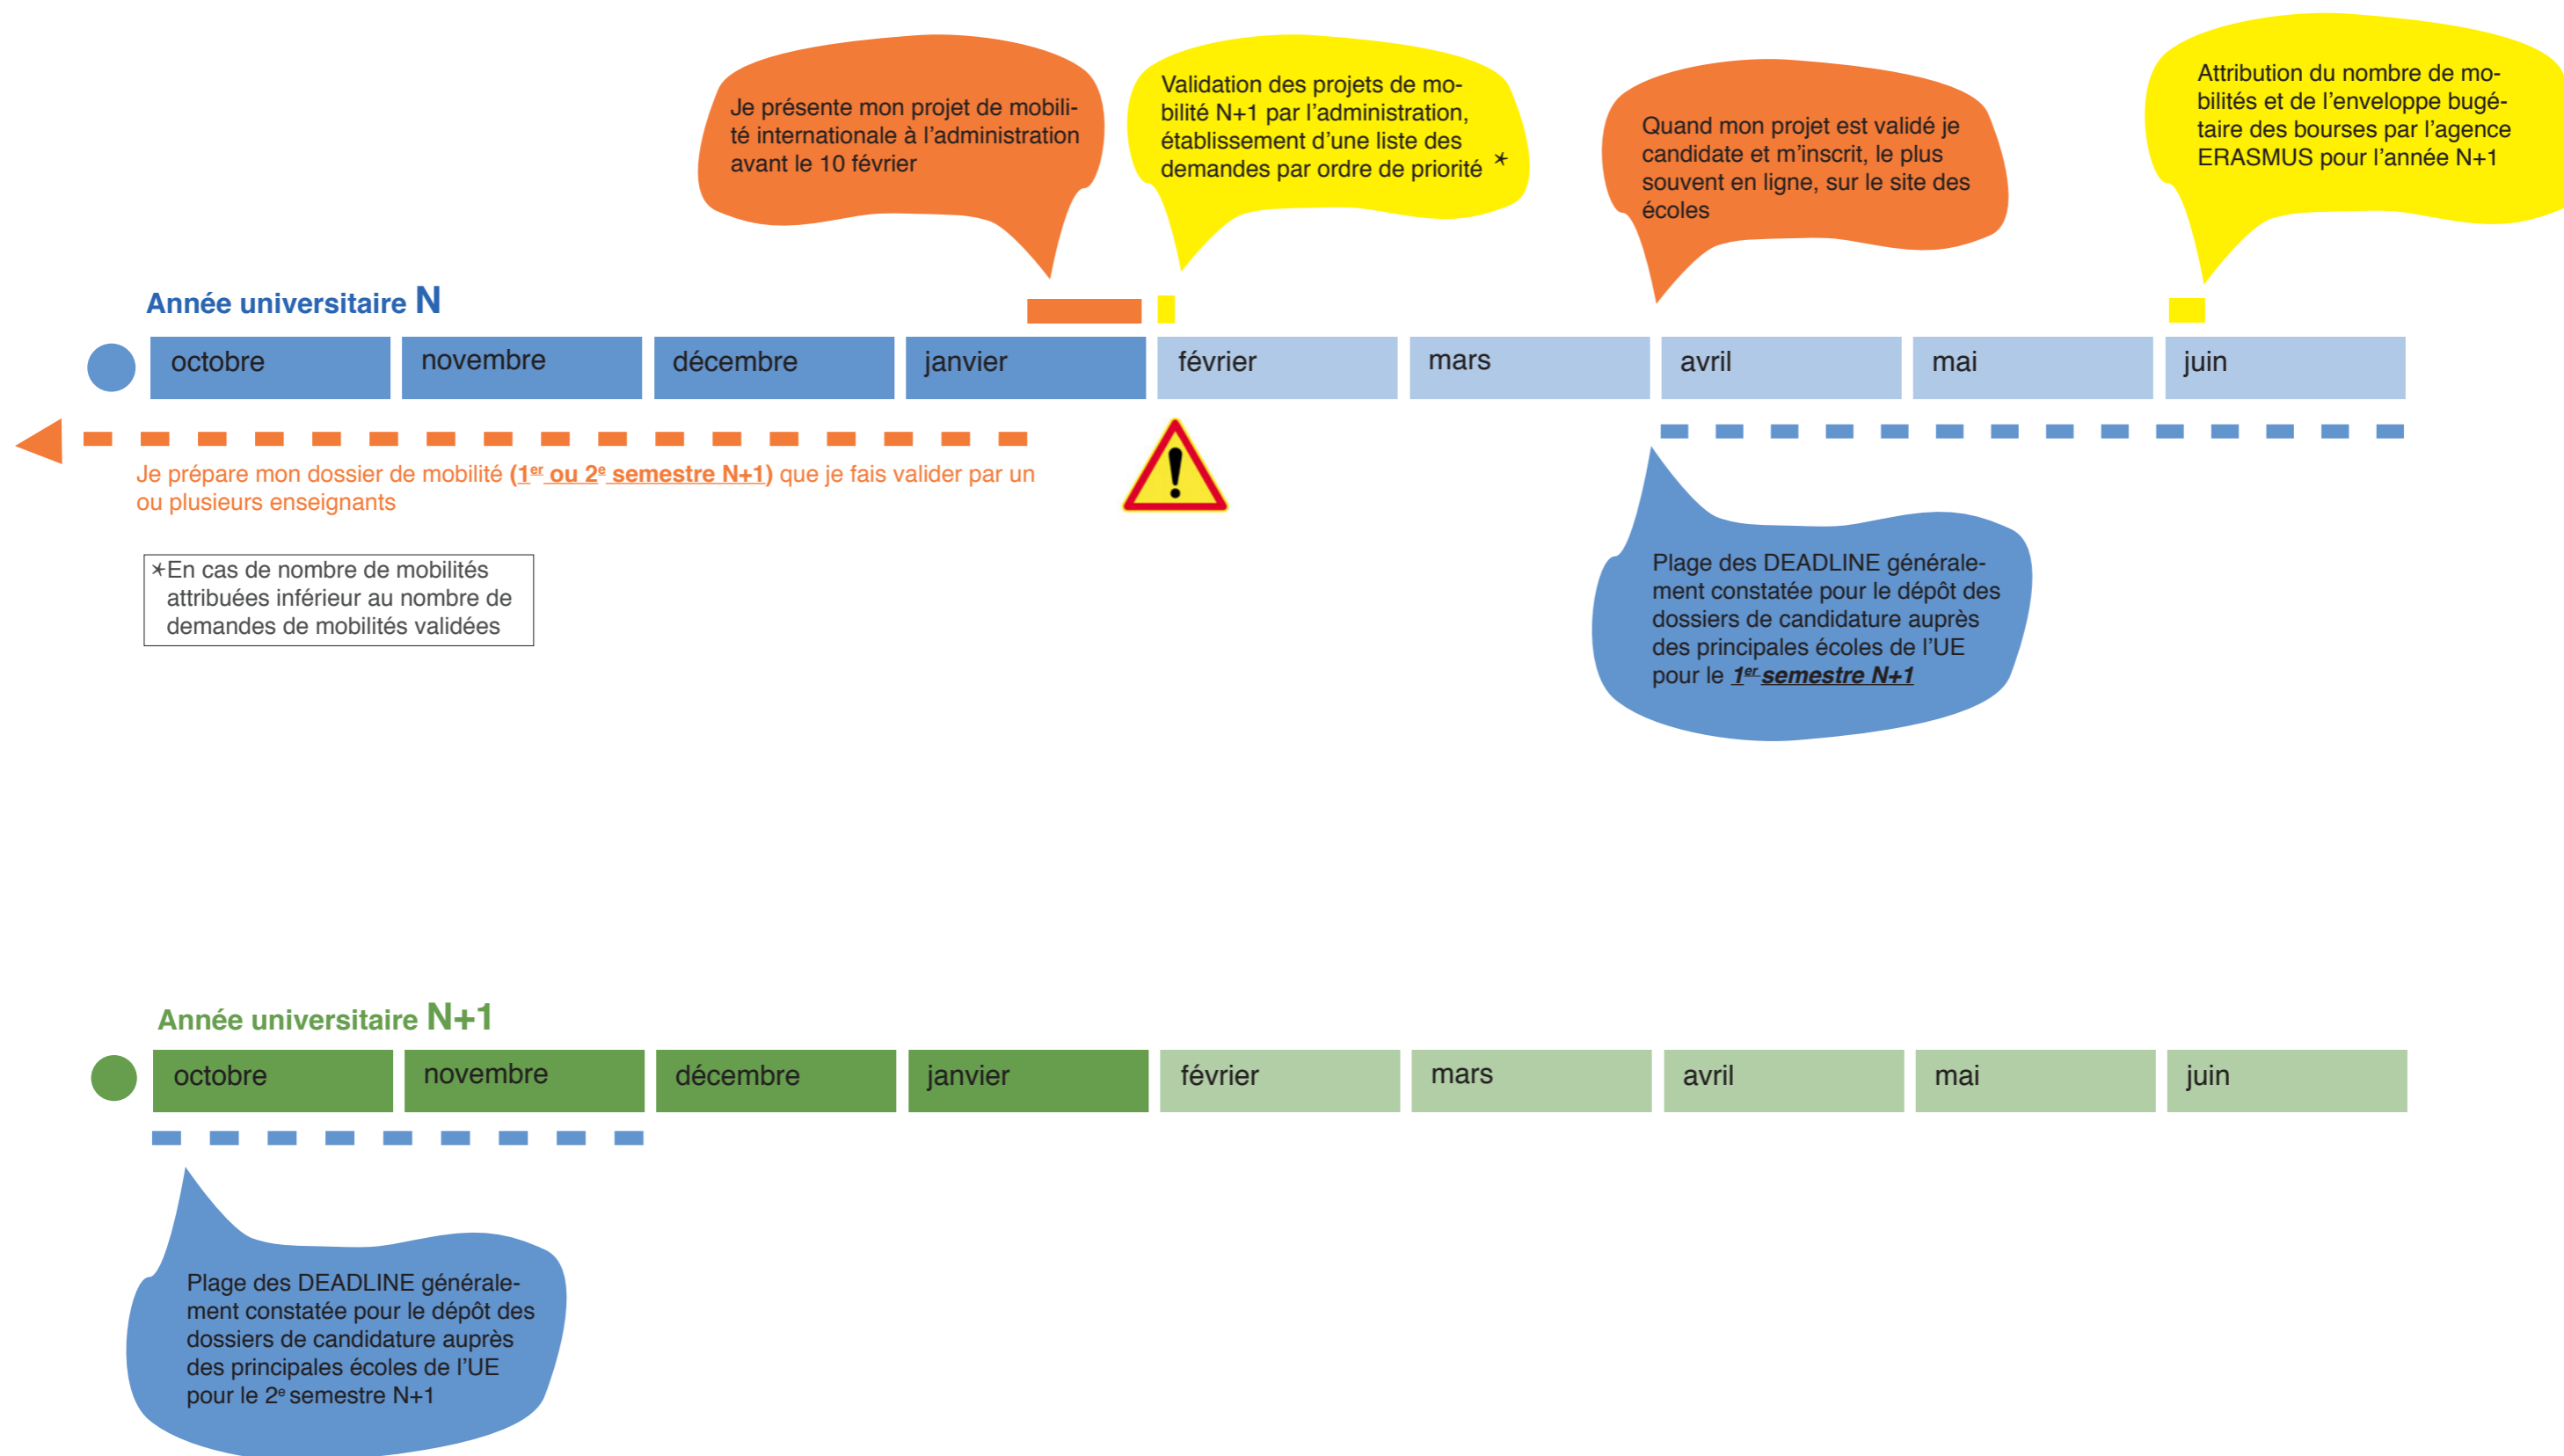 Je présente mon projet de mobili-
té internationale à l'administration
avant le 10 février
Validation des projets de mo-
bilité N+1 par l'administration,
établissement d'une liste des
demandes par ordre de priorité *
Quand mon projet est validé je
candidate et m'inscrit, le plus
souvent en ligne, sur le site des
écoles
Attribution du nombre de mo-
bilités et de l'enveloppe bugé-
taire des bourses par l'agence
ERASMUS pour l'année N+1
Année universitaire N
octobre
novembre
décembre
janvier
février
mars
avril
mai
juin
Je prépare mon dossier de mobilité (1er ou 2e semestre N+1) que je fais valider par un
ou plusieurs enseignants
*En cas de nombre de mobilités
attribuées inférieur au nombre de
demandes de mobilités validées
Plage des DEADLINE générale-
ment constatée pour le dépôt des
dossiers de candidature auprès
des principales écoles de l'UE
pour le 1er semestre N+1
Année universitaire N+1
octobre
novembre
décembre
janvier
février
mars
avril
mai
juin
Plage des DEADLINE générale-
ment constatée pour le dépôt des
dossiers de candidature auprès
des principales écoles de l'UE
pour le 2e semestre N+1